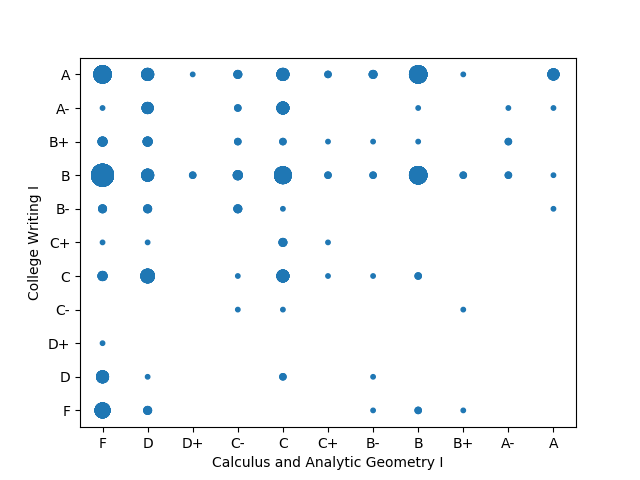 A
A-
B+
B
B-
C+
C
C-
D+
D
F
College Writing I
F D D+ C- C C+ B- B B+ A- A
Calculus and Analytic Geometry I